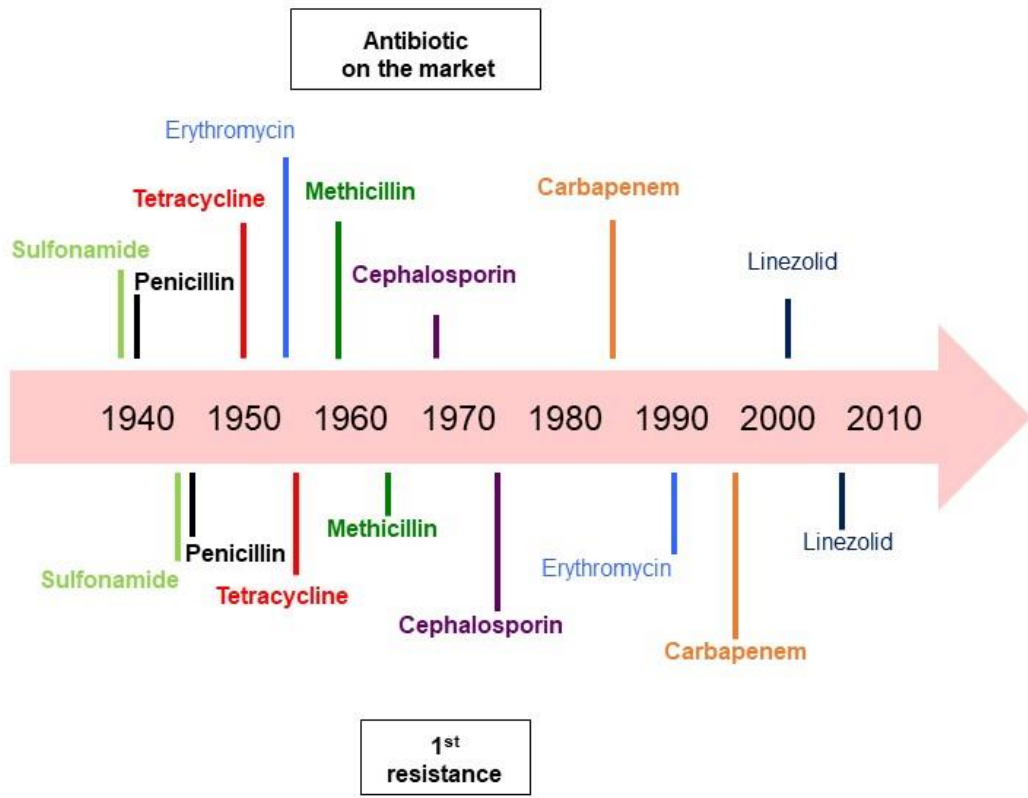 Antibiotic
on the market
Erythromycin
Tetracycline
Methicillin
Carbapenem
Sulfonamide
Penicillin
Cephalosporin
Linezolid
1940 1950 1960 1970 1980 1990 2000 2010
Methicillin
Penicillin
Linezolid
Sulfonamide
Erythromycin
Tetracycline
Cephalosporin
Carbapenem
1st
resistance